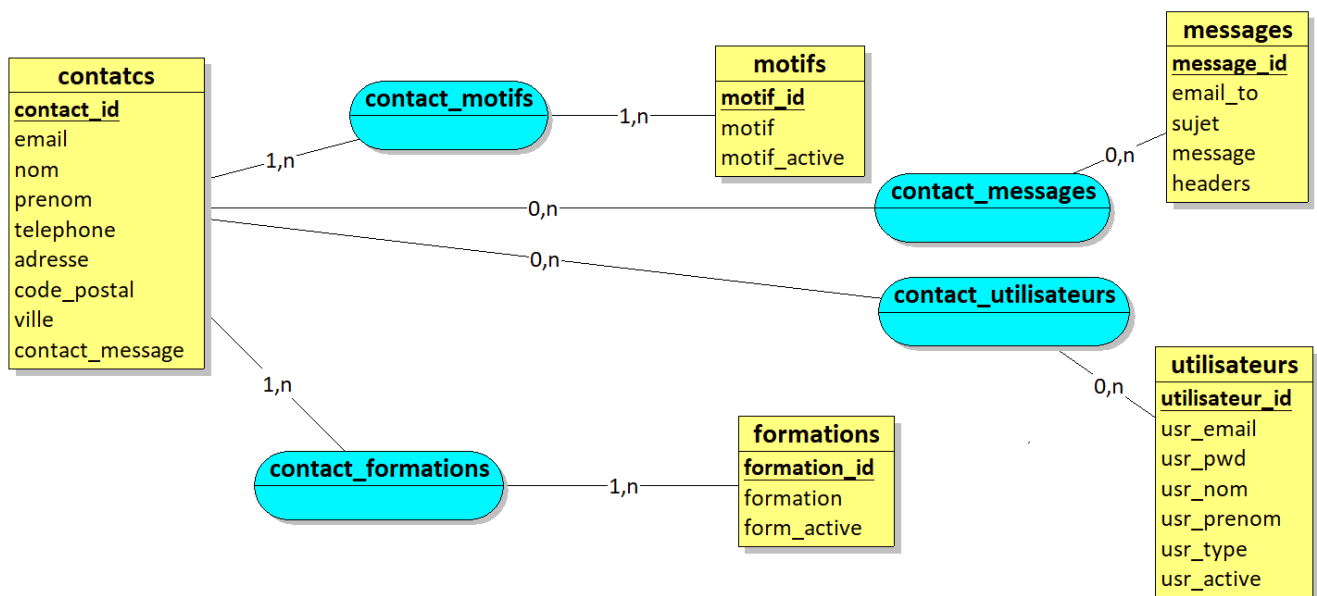 contatcs
contact_id
email
nom
prenom
telephone
adresse
code_postal
ville
contact_message
contact_motifs
1,n
1,n
motifs
motif_id
motif
motif_active
messages
message_id
email_to
sujet
message
headers
0,n
contact_messages
0,n
0,n
contact_utilisateurs
0,n
utilisateurs
utilisateur_id
usr_email
usr_pwd
usr_nom
usr_prenom
usr_type
usr_active
1,n
contact_formations
1,n
formations
formation_id
formation
form_active